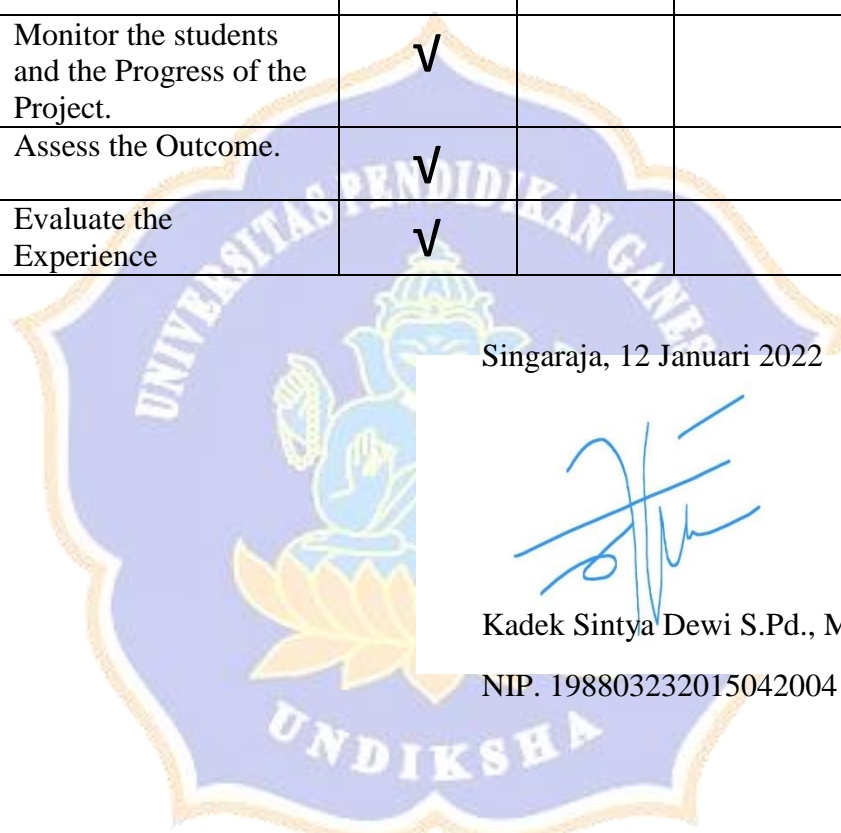 Monitor the students
and the Progress of the
Project.
√
Assess the Outcome.
√
Evaluate the
Experience
√
UNIVERSITAS PENDIDIKAN GANES
Singaraja, 12 Januari 2022
Kadek Sintya Dewi S.Pd., M
NIP. 198803232015042004
UNDIKSHA